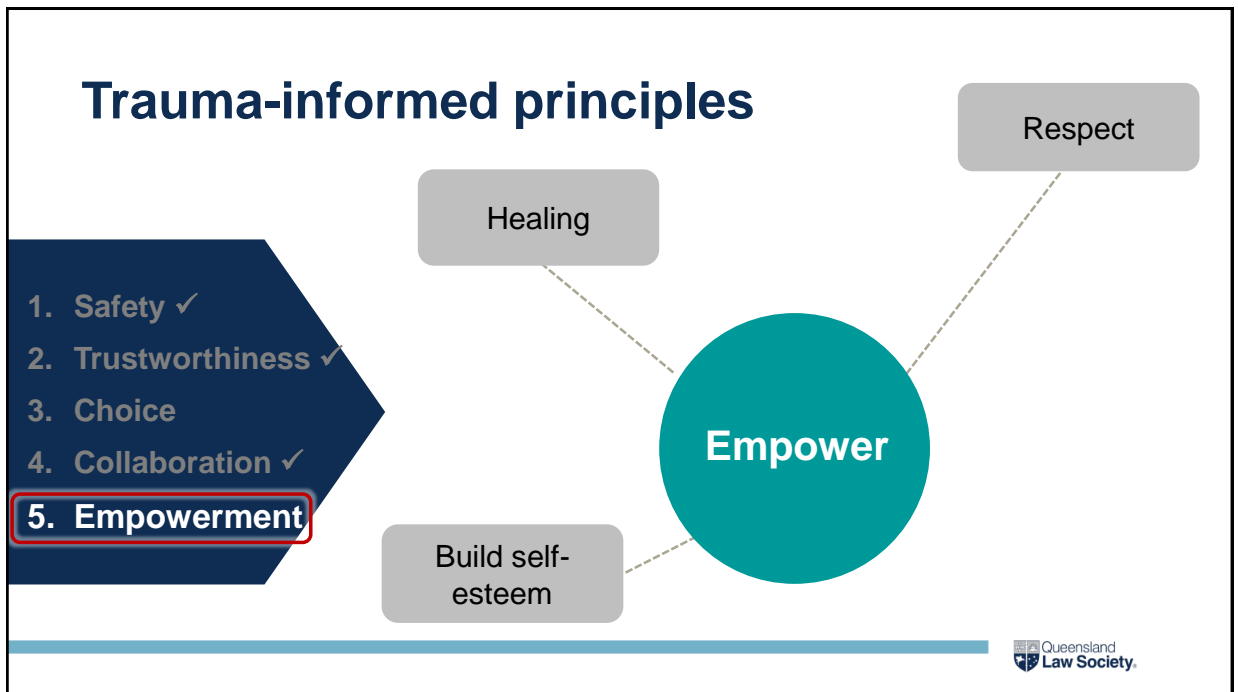 Trauma-informed principles
Respect
Healing
1. Safety ✓
2. Trustworthiness ✓
3. Choice
4. Collaboration ✓
5. Empowerment
Empower
Build self-
esteem
Queensland
Law Society.